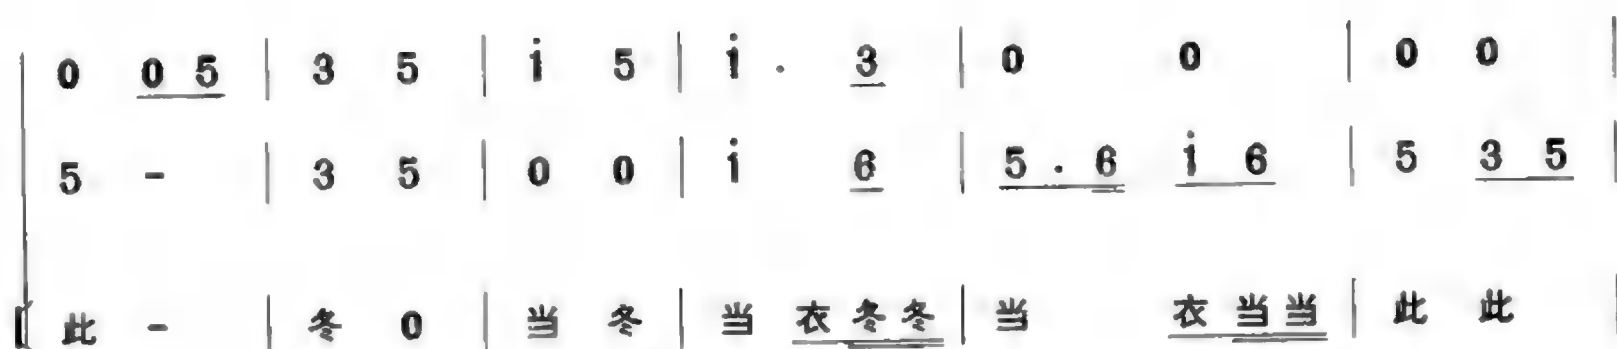 0 0 5 | 3 5 | i 5 | i . 3 | 0 0 | 0 0 |
5 - | 3 5 | 0 0 | i 6 | 5 . 6 i 6 | 5 3 5 |
此 - | 冬 0 | 当 冬 | 当 衣冬冬 | 当 衣当当 | 此 此